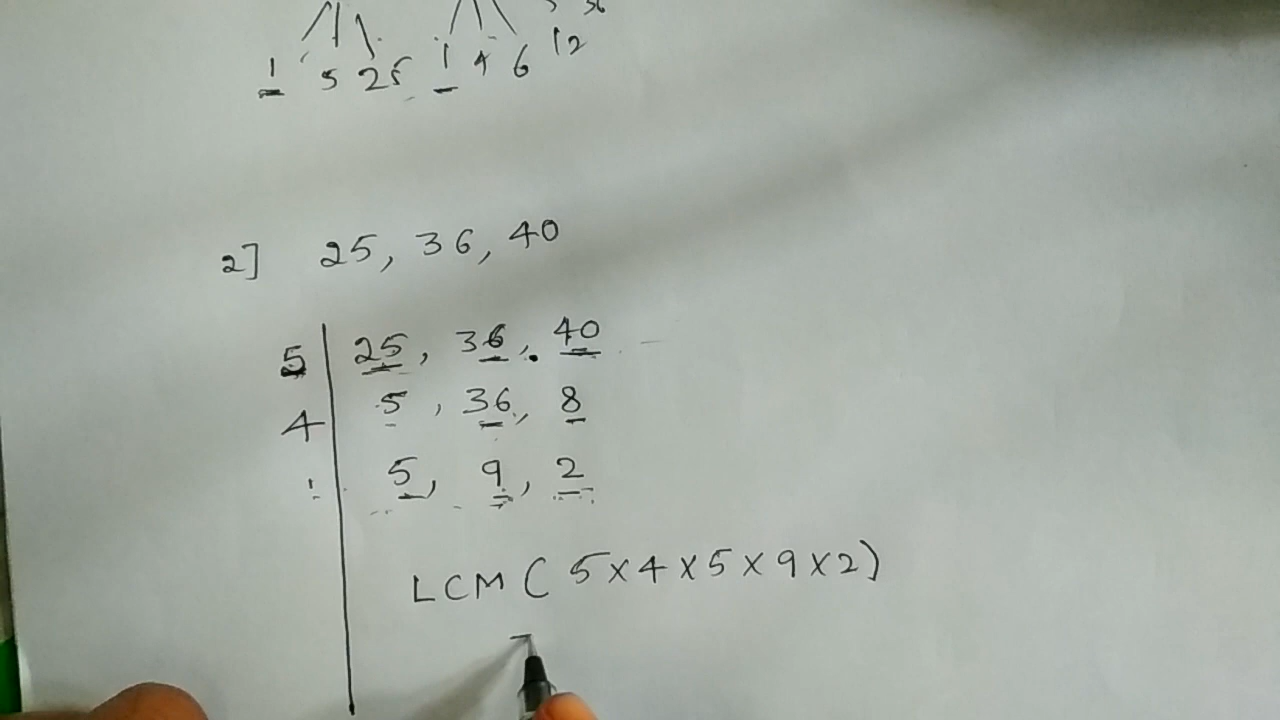 36
1 5 25 1 4 6 12
2] 25, 36, 40
5 25, 36, 40
4 5, 36, 8
5, 9, 2
LCM ( 5 x 4 x 5 x 9 x 2)